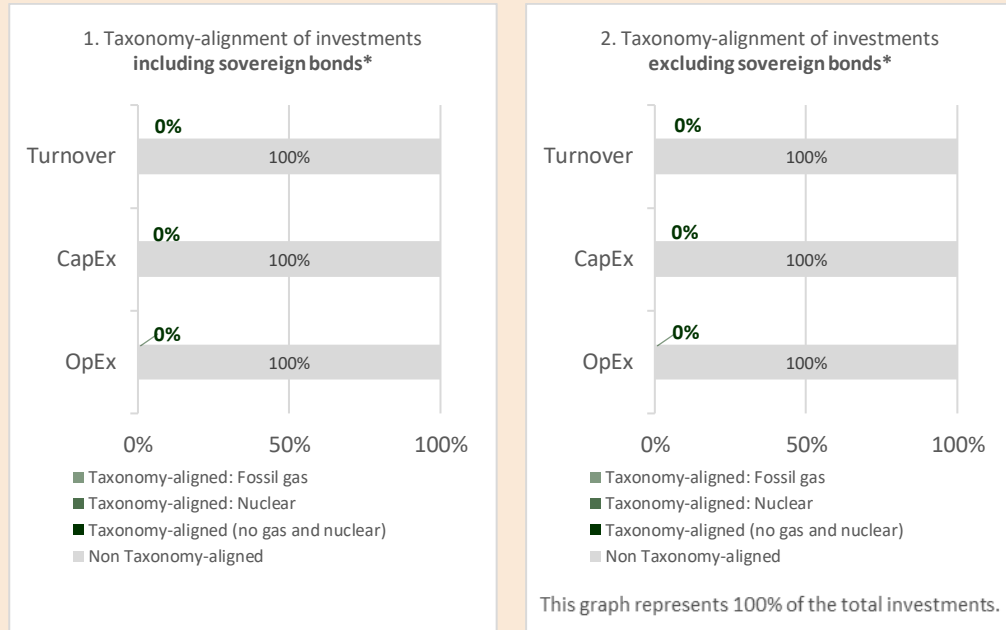 1. Taxonomy-alignment of investments
including sovereign bonds*
0%
Turnover
100%
0%
CapEx
100%
0%
OpEx
100%
0%
50%
100%
Taxonomy-aligned: Fossil gas
Taxonomy-aligned: Nuclear
Taxonomy-aligned (no gas and nuclear)
Non Taxonomy-aligned
2. Taxonomy-alignment of investments
excluding sovereign bonds*
0%
Turnover
100%
0%
CapEx
100%
0%
OpEx
100%
0%
50%
100%
Taxonomy-aligned: Fossil gas
Taxonomy-aligned: Nuclear
Taxonomy-aligned (no gas and nuclear)
Non Taxonomy-aligned
This graph represents 100% of the total investments.